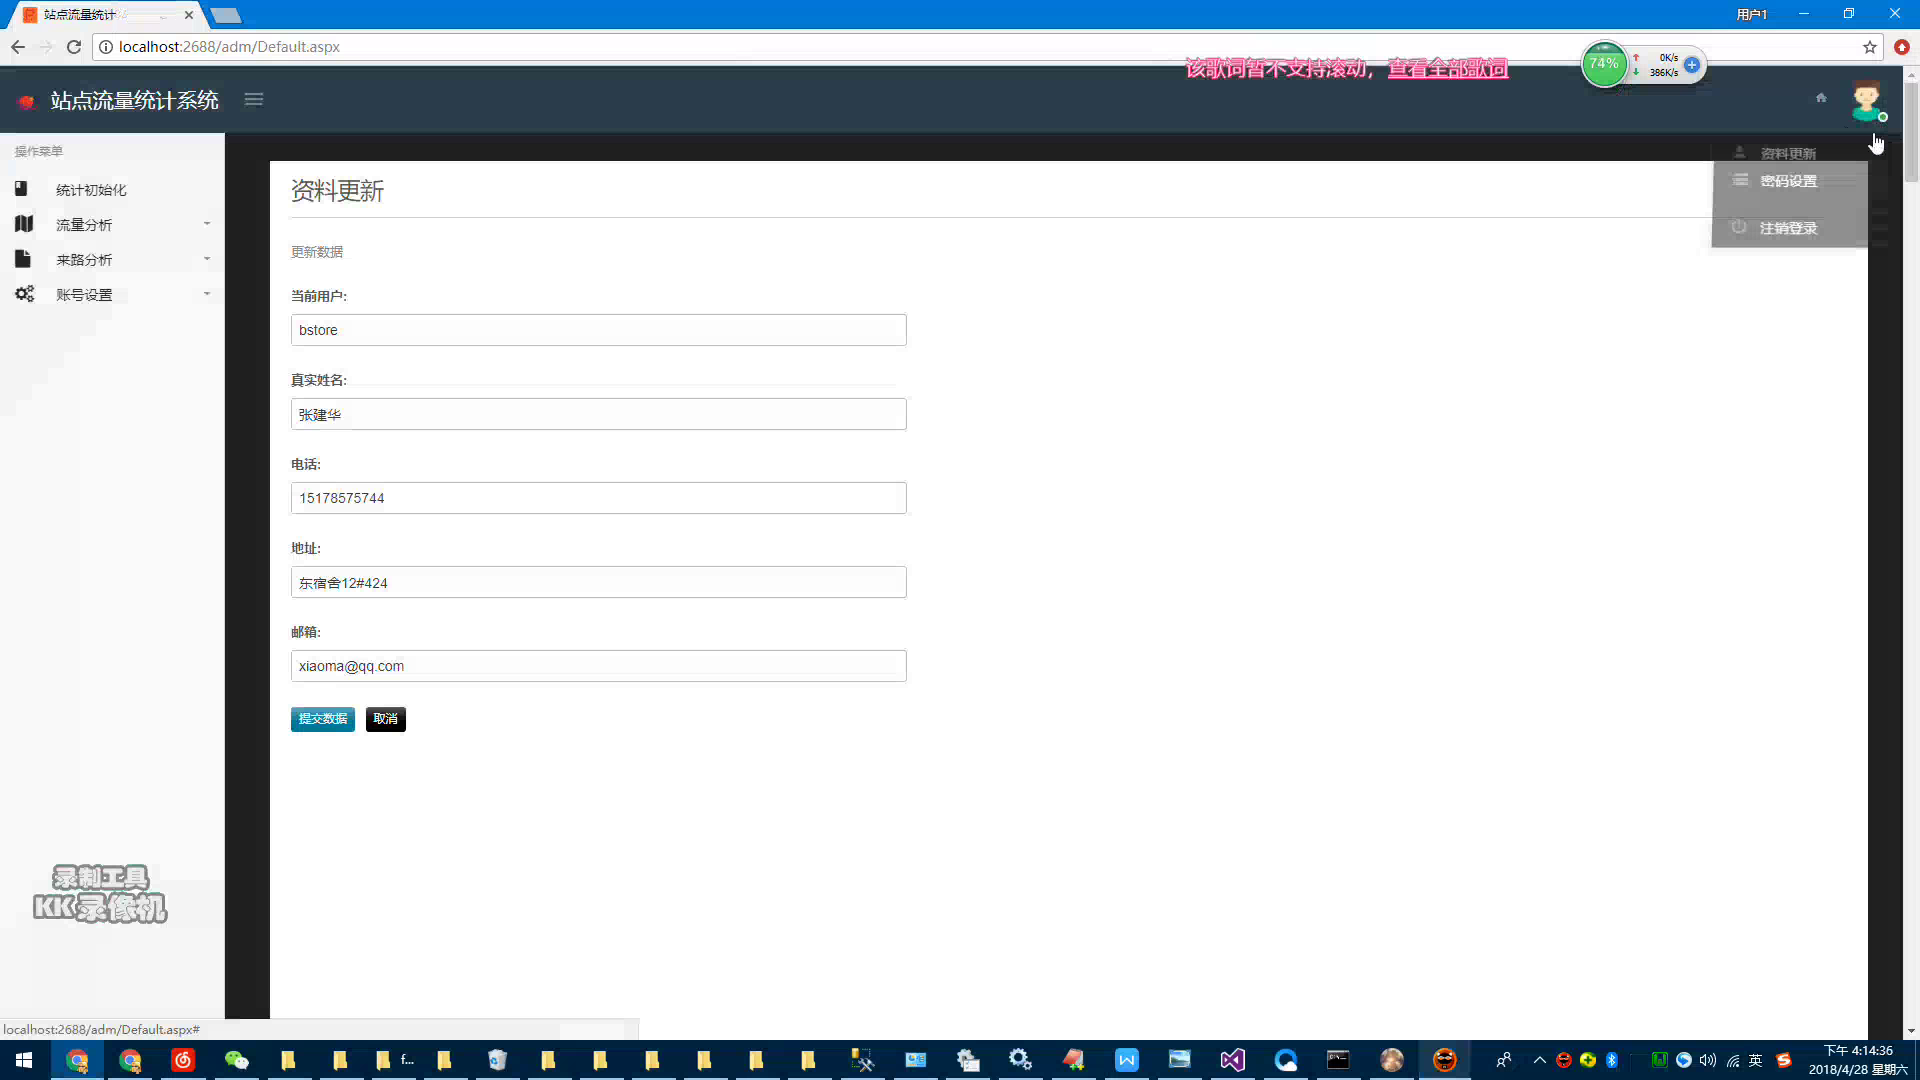 站点流量统计
用户1
localhost:2688/adm/Default.aspx
该歌词暂不支持滚动，查看全部歌词
74%
0K/s
386K/s
站点流量统计系统
操作菜单
统计初始化
流量分析
来路分析
账号设置
资料更新
密码设置
注销登录
资料更新
更新数据
当前用户:
bstore
真实姓名:
张建华
电话:
15178575744
地址:
东宿舍12#424
邮箱:
xiaoma@qq.com
提交数据
取消
录制工具
KK录像机
localhost:2688/adm/Default.aspx#
f...
英
下午 4:14:36
2018/4/28 星期六